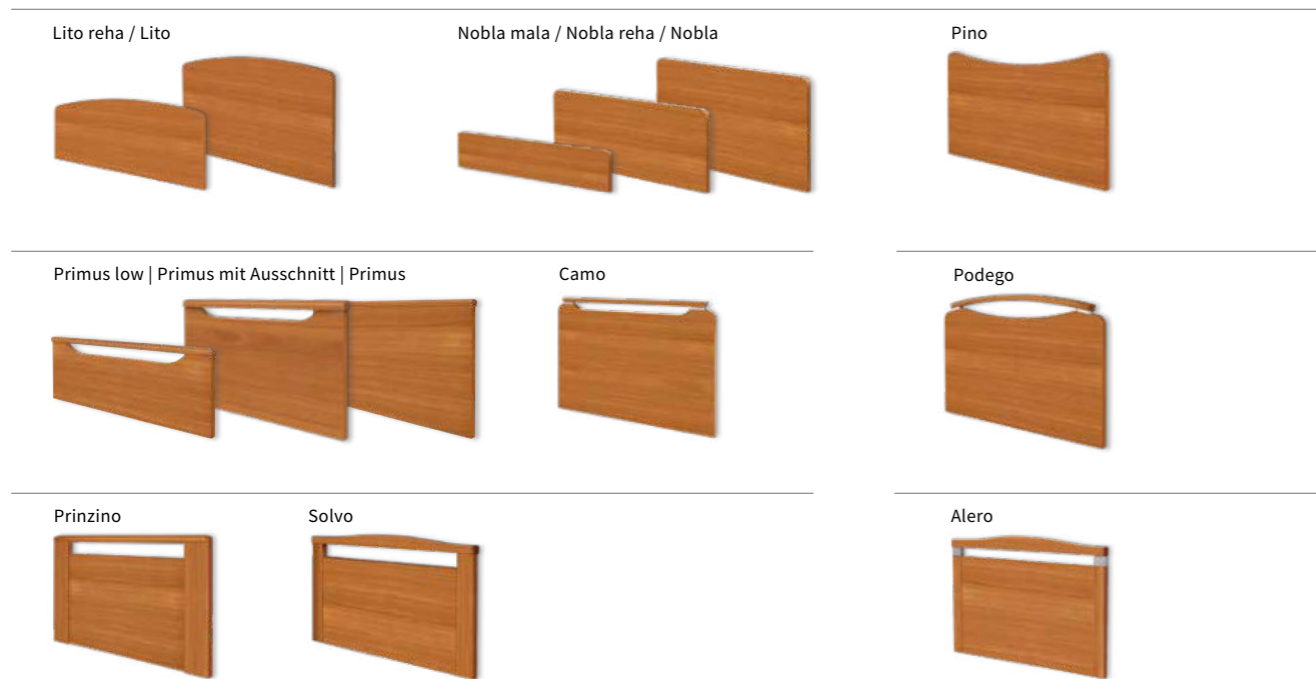 Lito reha / Lito
Nobla mala / Nobla reha / Nobla
Pino
Primus low | Primus mit Ausschnitt | Primus
Camo
Podego
Prinzino
Solvo
Alero